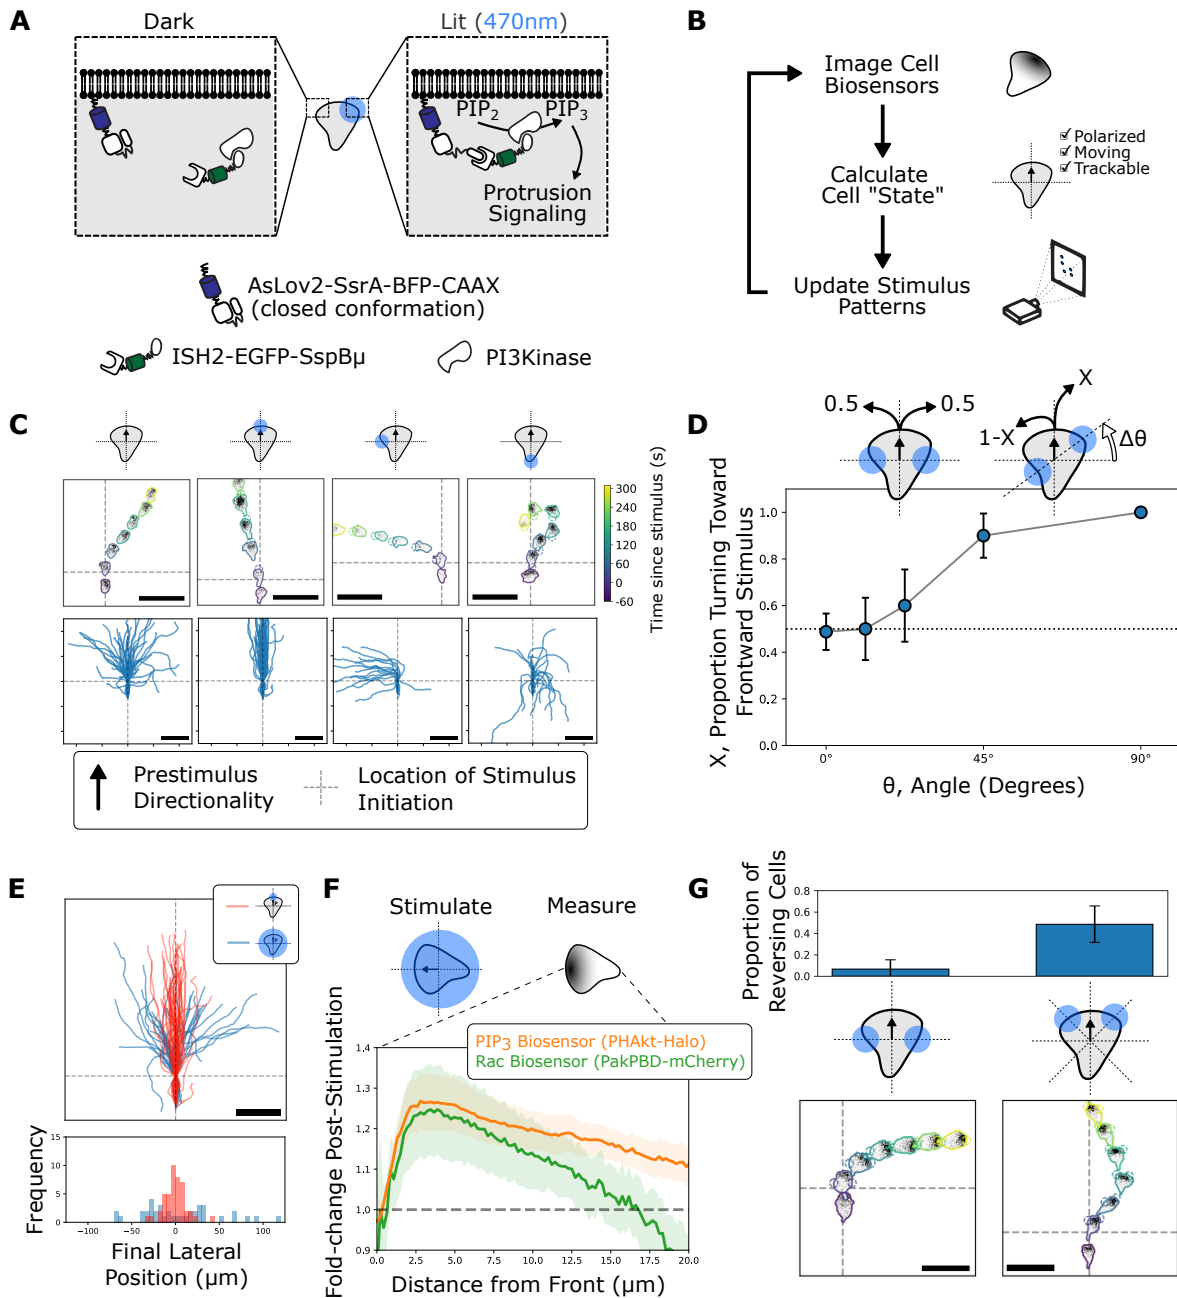 A
Dark
Lit (470nm)
PIP2
PIP3
Protrusion
Signaling
AsLov2-SsrA-BFP-CAAX
(closed conformation)
ISH2-EGFP-SspBμ
PI3Kinase
B
Image Cell
Biosensors
Calculate
Cell "State"
Polarized
Moving
Trackable
Update Stimulus
Patterns
C
300
240
180
120
60
0
-60
Time since stimulus (s)
Prestimulus
Directionality
Location of Stimulus
Initiation
D
0.5
0.5
X
1-X
Δθ
X, Proportion Turning Toward
Frontward Stimulus
1.0
0.8
0.6
0.4
0.2
0.0
0°
45°
90°
θ, Angle (Degrees)
E
Frequency
15
10
5
0
-100
-50
0
50
100
Final Lateral
Position (μm)
F
Stimulate
Measure
PIP3 Biosensor (PHAkt-Halo)
Rac Biosensor (PakPBD-mCherry)
Fold-change Post-Stimulation
1.4
1.3
1.2
1.1
1.0
0.9
0.0
2.5
5.0
7.5
10.0
12.5
15.0
17.5
20.0
Distance from Front (μm)
G
Proportion of
Reversing Cells
0.8
0.6
0.4
0.2
0.0